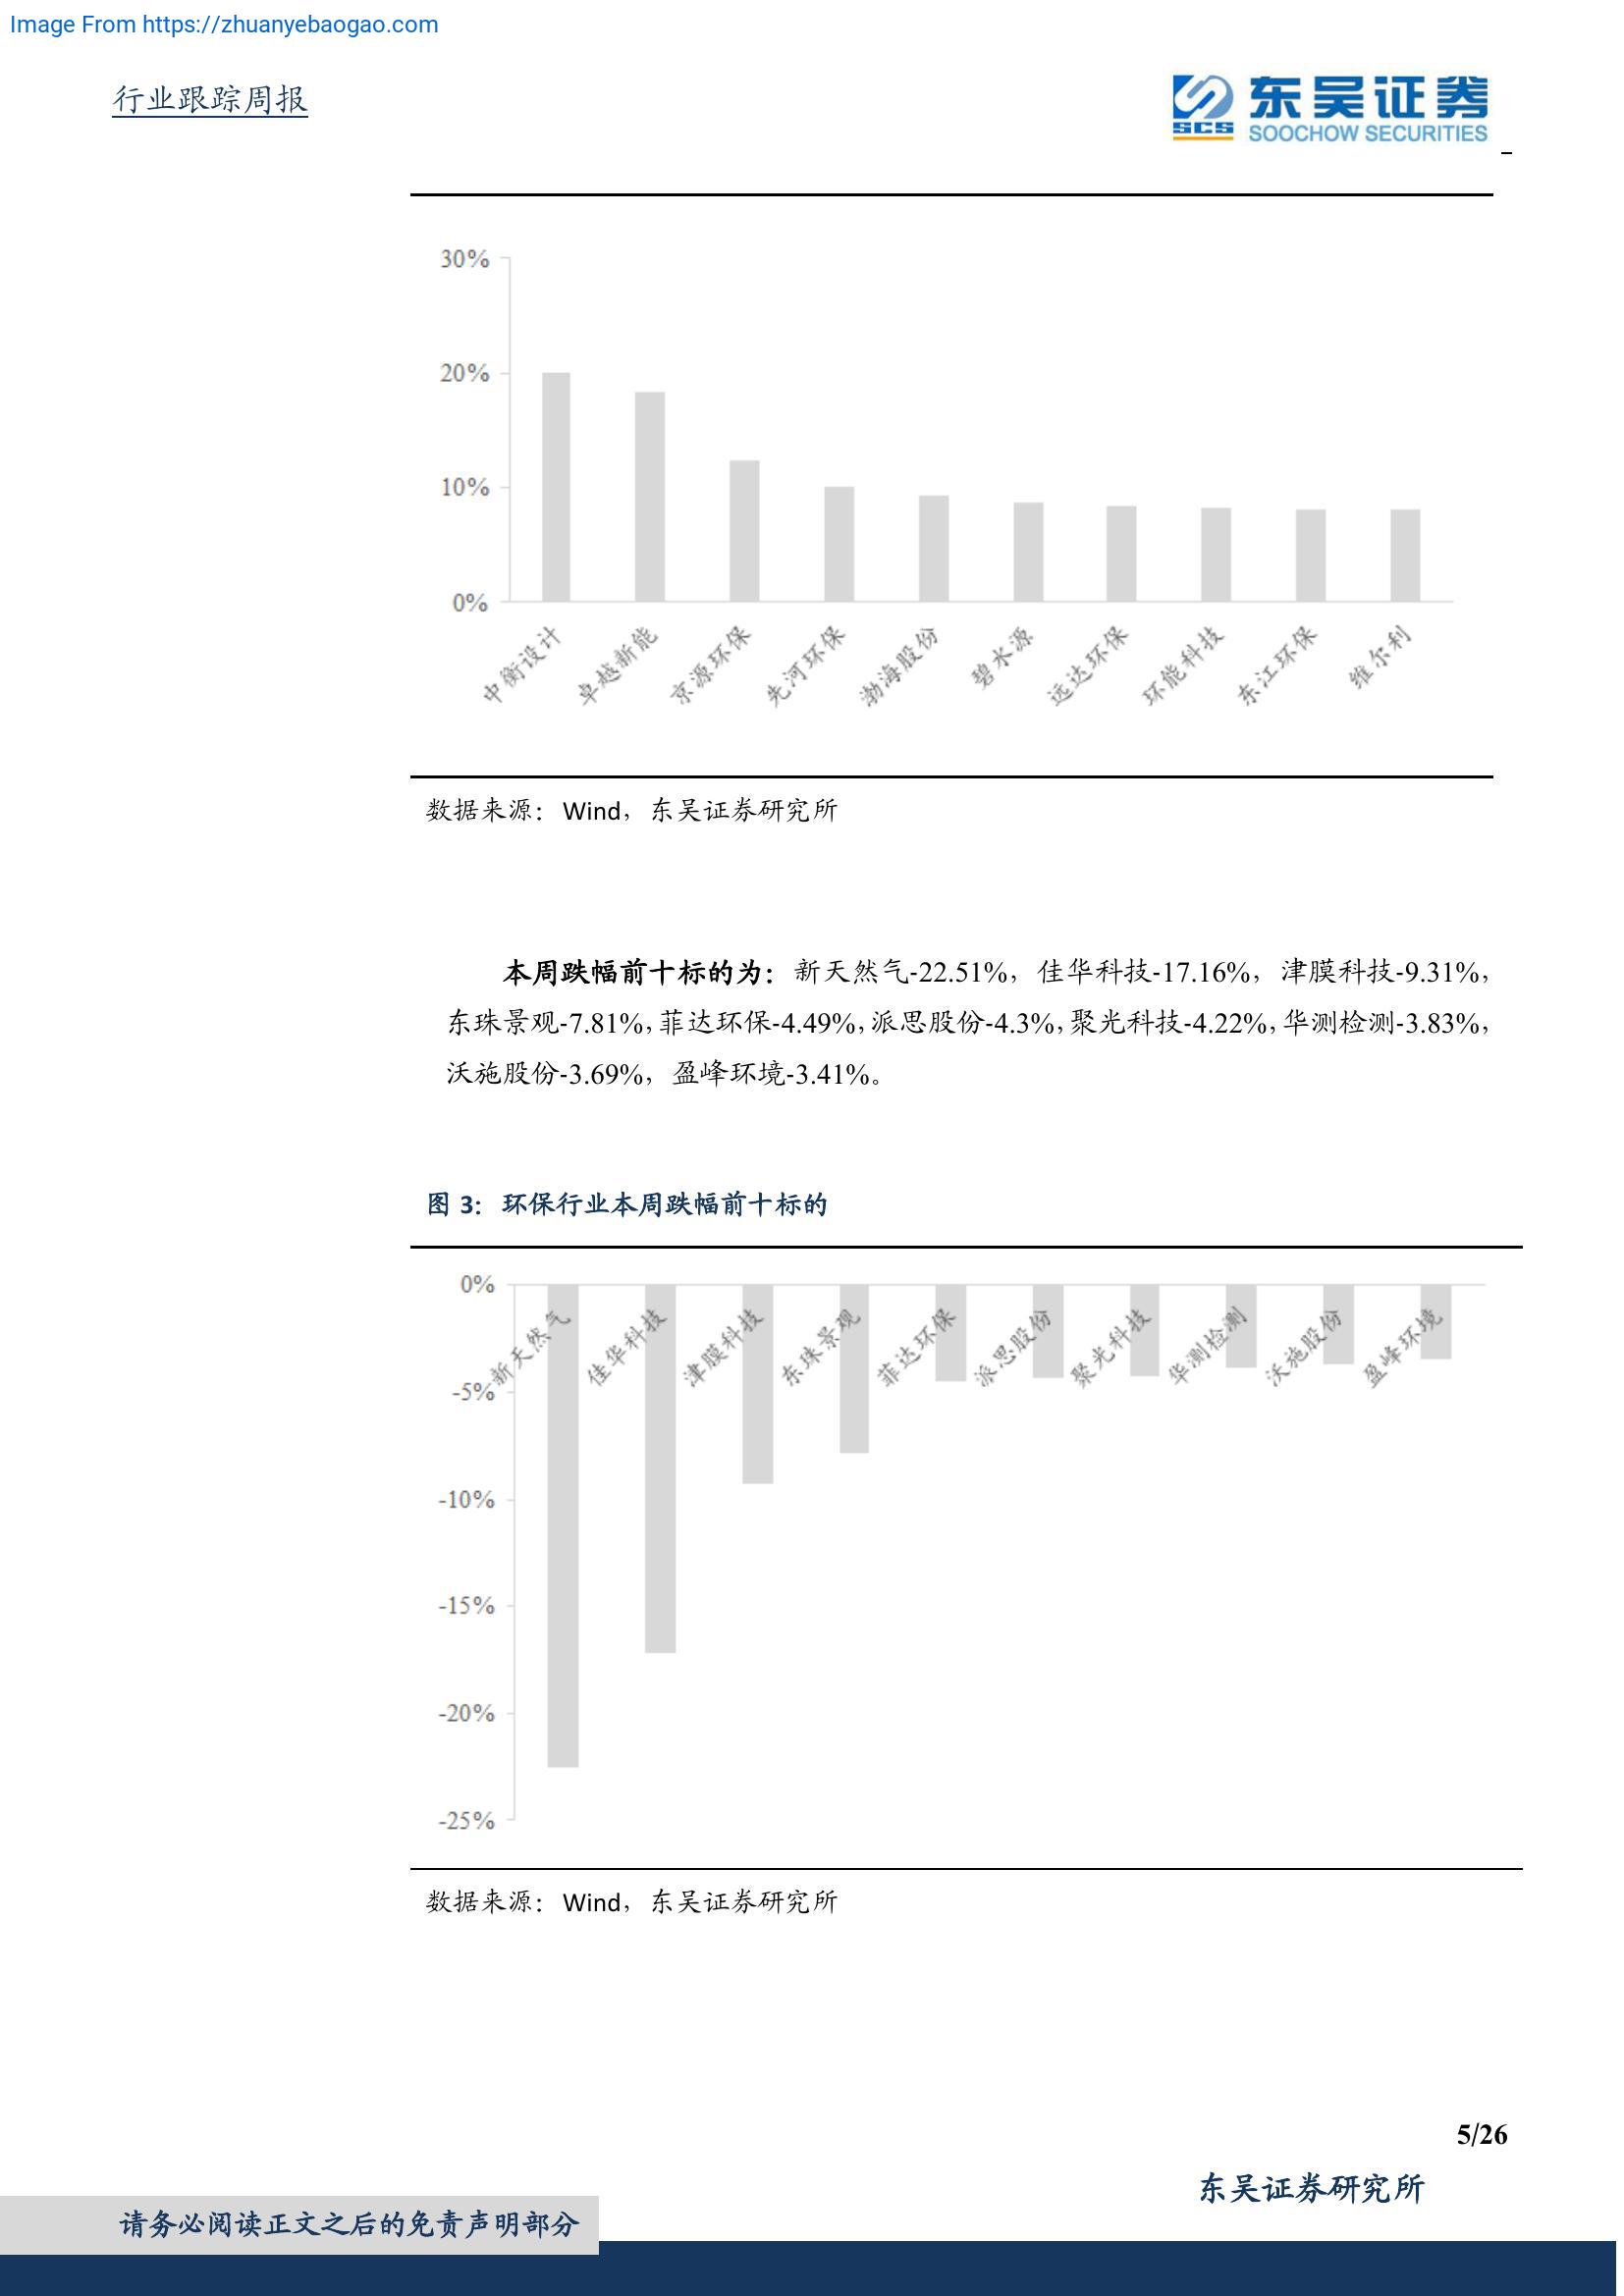 Image From https://zhuanyebaogao.com
行业跟踪周报
东吴证券
SCS
SOOCHOW SECURITIES
30%
20%
10%
0%
中衡设计
卓越新能
京源环保
先河环保
渤海股份
碧水源
远达环保
环能科技
东江环保
维尔利
数据来源：Wind，东吴证券研究所
本周跌幅前十标的为：新天然气-22.51%，佳华科技-17.16%，津膜科技-9.31%，
东珠景观-7.81%，菲达环保-4.49%，派思股份-4.3%，聚光科技-4.22%，华测检测-3.83%，
沃施股份-3.69%，盈峰环境-3.41%。
图 3：环保行业本周跌幅前十标的
0%
-5%
-10%
-15%
-20%
-25%
新天然气
佳华科技
津膜科技
东珠景观
菲达环保
派思股份
聚光科技
华测检测
沃施股份
盈峰环境
数据来源：Wind，东吴证券研究所
5/26
东吴证券研究所
请务必阅读正文之后的免责声明部分